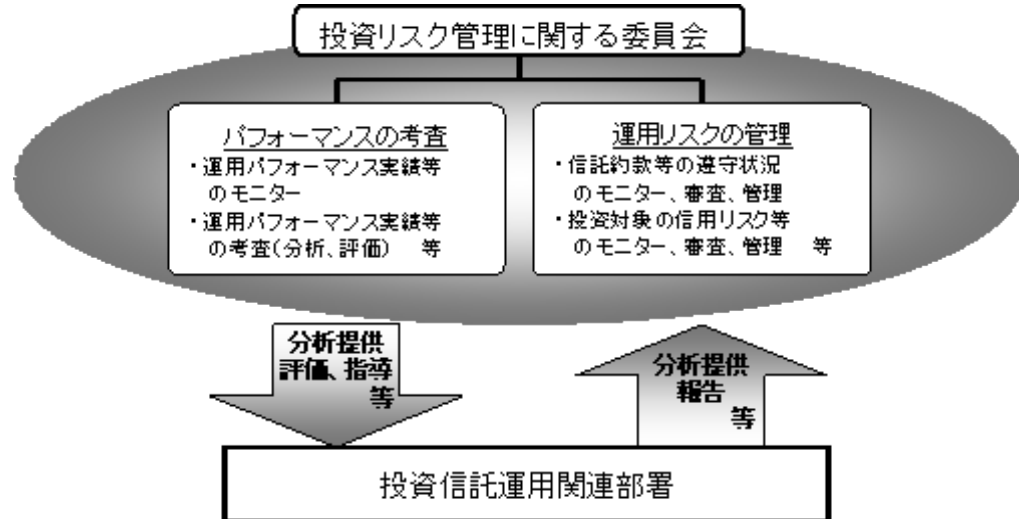 投資リスク管理に関する委員会
パフォーマンスの考査
・運用パフォーマンス実績等
のモニター
・運用パフォーマンス実績等
の考査(分析、評価) 等
運用リスクの管理
・信託約款等の遵守状況
のモニター、審査、管理
・投資対象の信用リスク等
のモニター、審査、管理 等
分析提供
評価、指導
等
分析提供
報告
等
投資信託運用関連部署